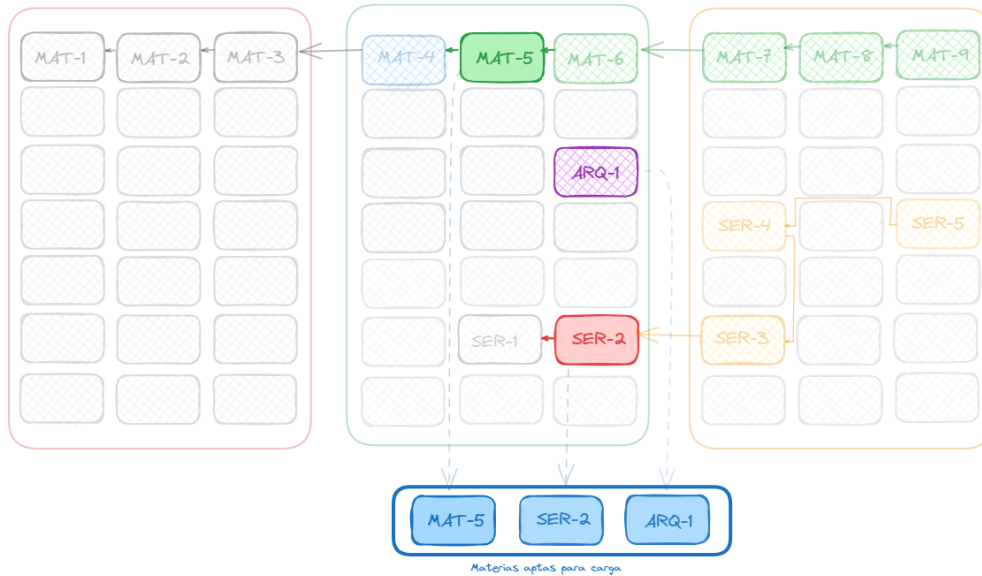 MAT-1 MAT-2 MAT-3 MAT-4 MAT-5 MAT-6 MAT-7 MAT-8 MAT-9
ARQ-1
SER-4 SER-5
SER-1 SER-2 SER-3
MAT-5 SER-2 ARQ-1
Materias aptas para carga